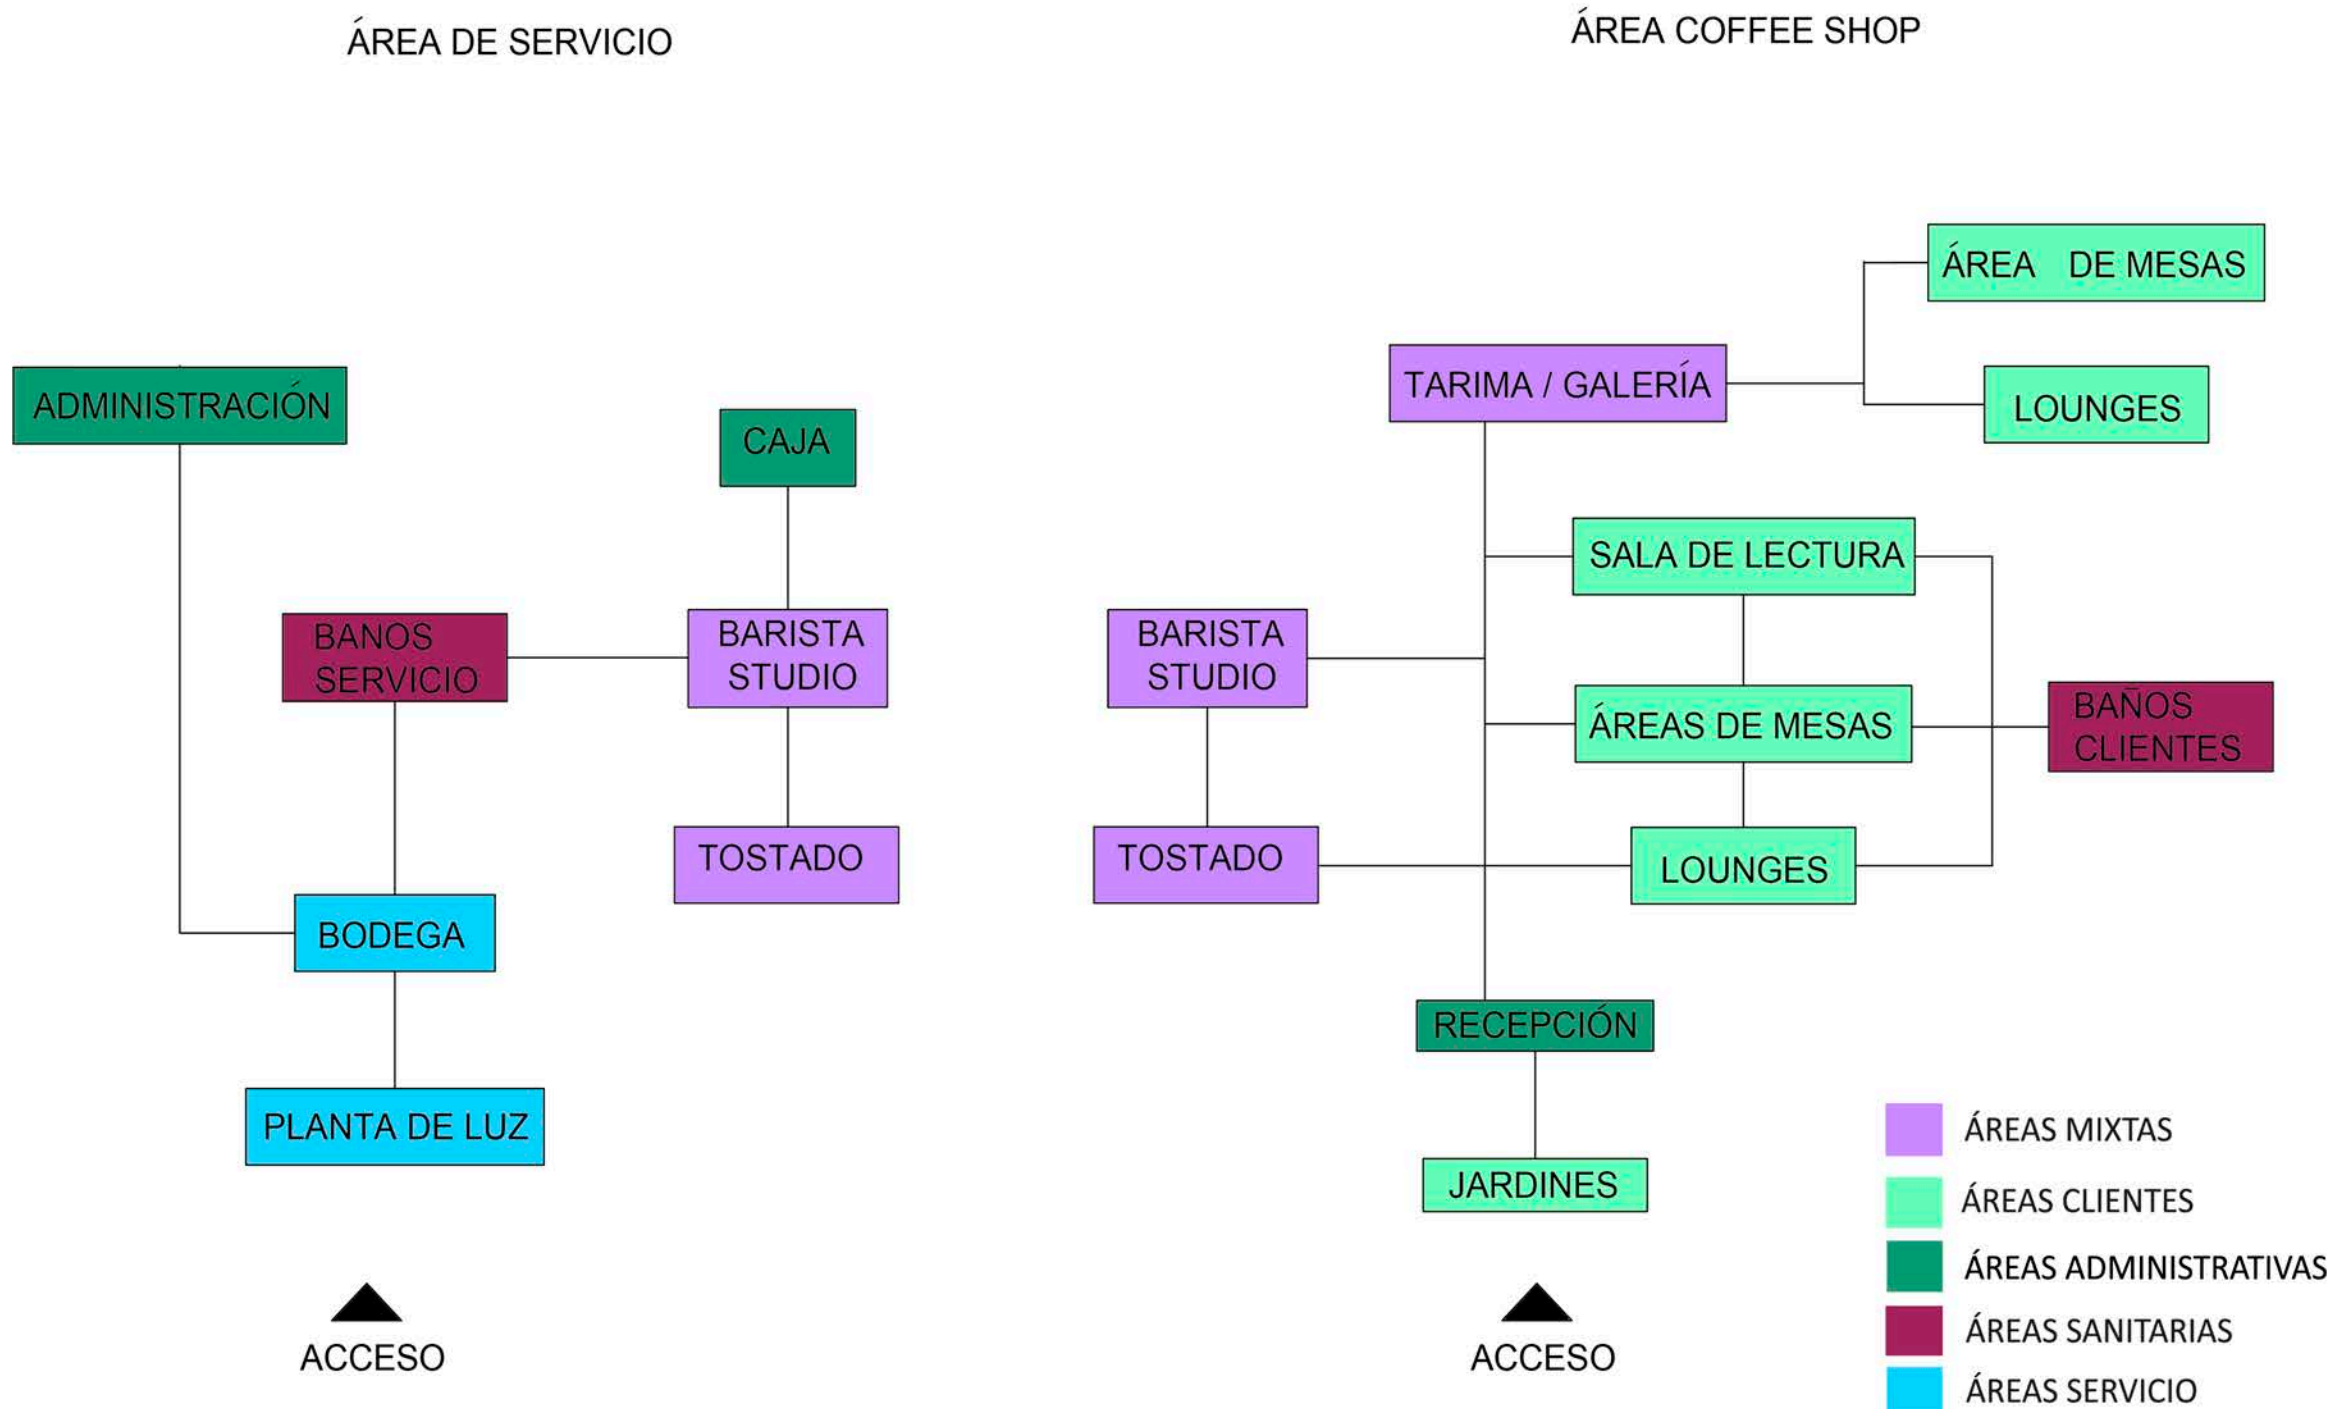 ÁREA DE SERVICIO
ÁREA COFFEE SHOP
ADMINISTRACIÓN
CAJA
BANOS
SERVICIO
BARISTA
STUDIO
TOSTADO
BODEGA
PLANTA DE LUZ
ACCESO
ÁREA DE MESAS
TARIMA / GALERÍA
LOUNGES
SALA DE LECTURA
BARISTA
STUDIO
ÁREAS DE MESAS
BAÑOS
CLIENTES
TOSTADO
LOUNGES
RECEPCIÓN
JARDINES
ACCESO
ÁREAS MIXTAS
ÁREAS CLIENTES
ÁREAS ADMINISTRATIVAS
ÁREAS SANITARIAS
ÁREAS SERVICIO